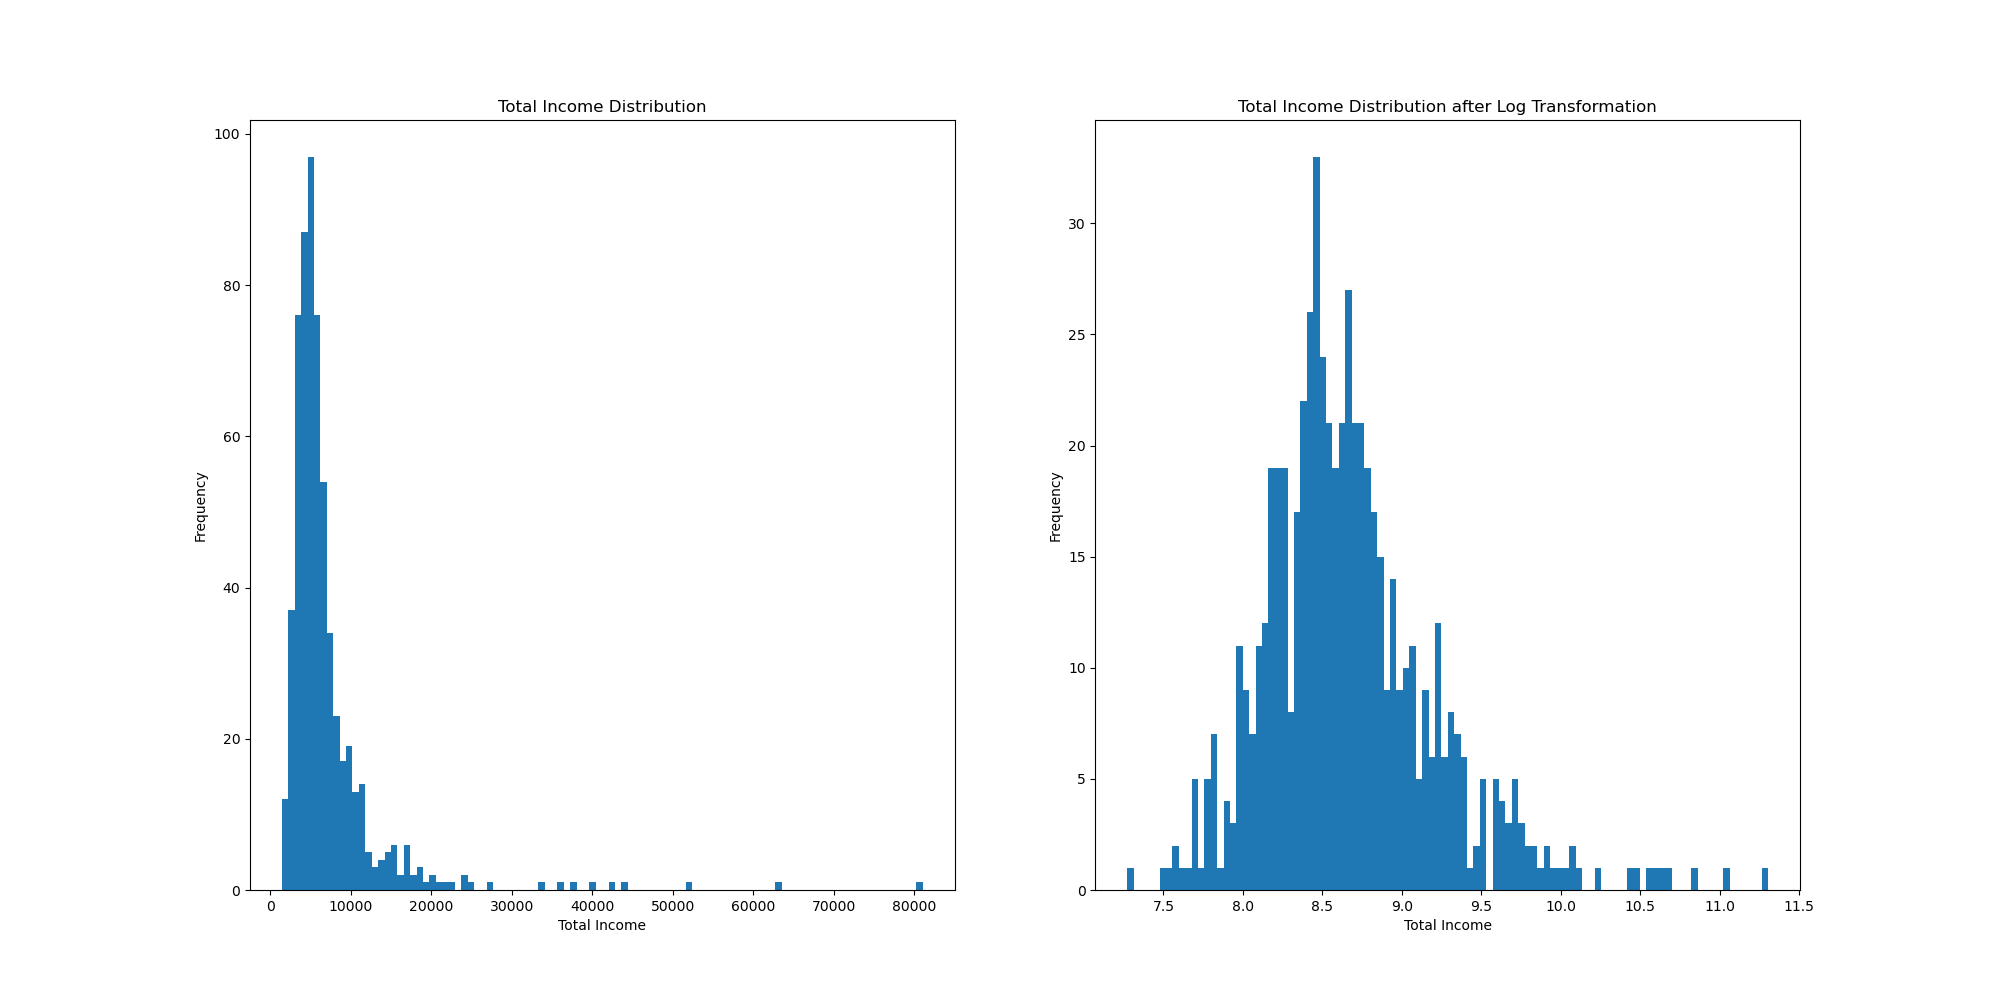 Total Income Distribution
100
80
60
40
20
0
Frequency
0 10000 20000 30000 40000 50000 60000 70000 80000
Total Income
Total Income Distribution after Log Transformation
30
25
20
15
10
5
0
Frequency
7.5 8.0 8.5 9.0 9.5 10.0 10.5 11.0 11.5
Total Income